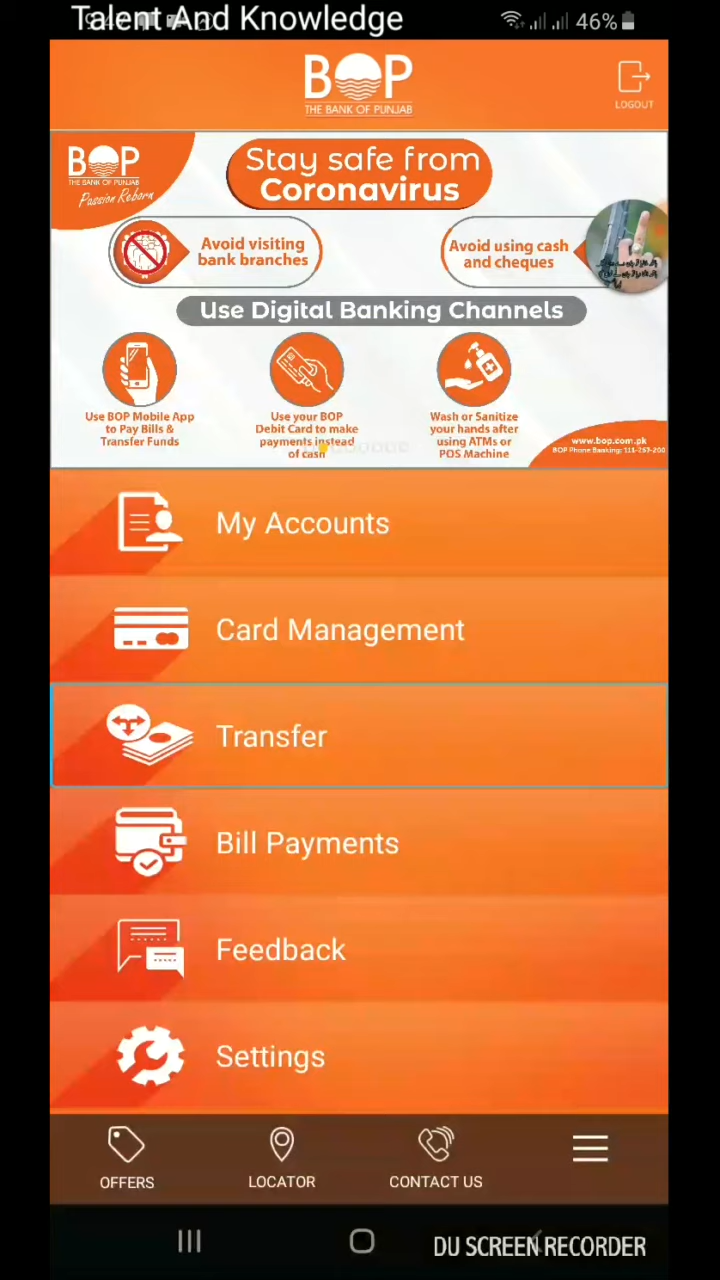 Talent And Knowledge
46%
BOP
THE BANK OF PUNJAB
LOGOUT
BOP
THE BANK OF PUNJAB
Passion Reborn
Stay safe from
Coronavirus
Avoid visiting
bank branches
Avoid using cash
and cheques
Use Digital Banking Channels
Use BOP Mobile App
to Pay Bills &
Transfer Funds
Use your BOP
Debit Card to make
payments instead
of cash
Wash or Sanitize
your hands after
using ATMs or
POS Machine
www.bop.com.pk
BOP Phone Banking: 111-267-200
My Accounts
Card Management
Transfer
Bill Payments
Feedback
Settings
OFFERS
LOCATOR
CONTACT US
DU SCREEN RECORDER